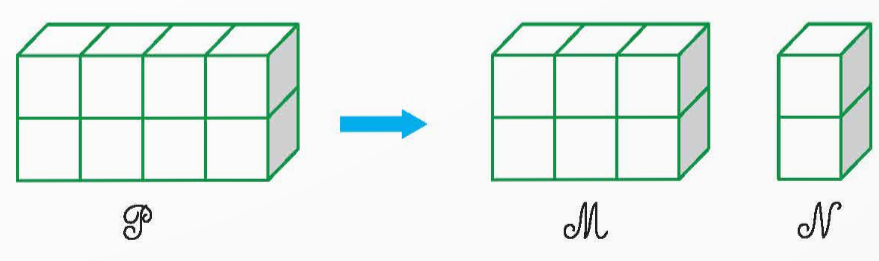 𝒫 ℳ 𝒩